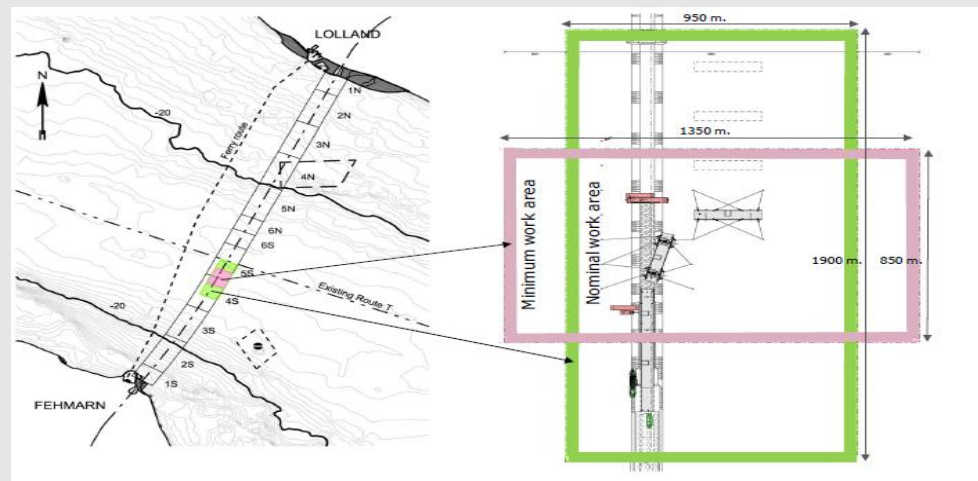 LOLLAND
N
1N
2N
-20
3N
Ferry route
4N
5N
6N
6S
5S
Existing Route T
4S
-20
3S
2S
1S
FEHMARN
950 m.
1350 m.
Minimum work area
Nominal work area
1900 m.
850 m.